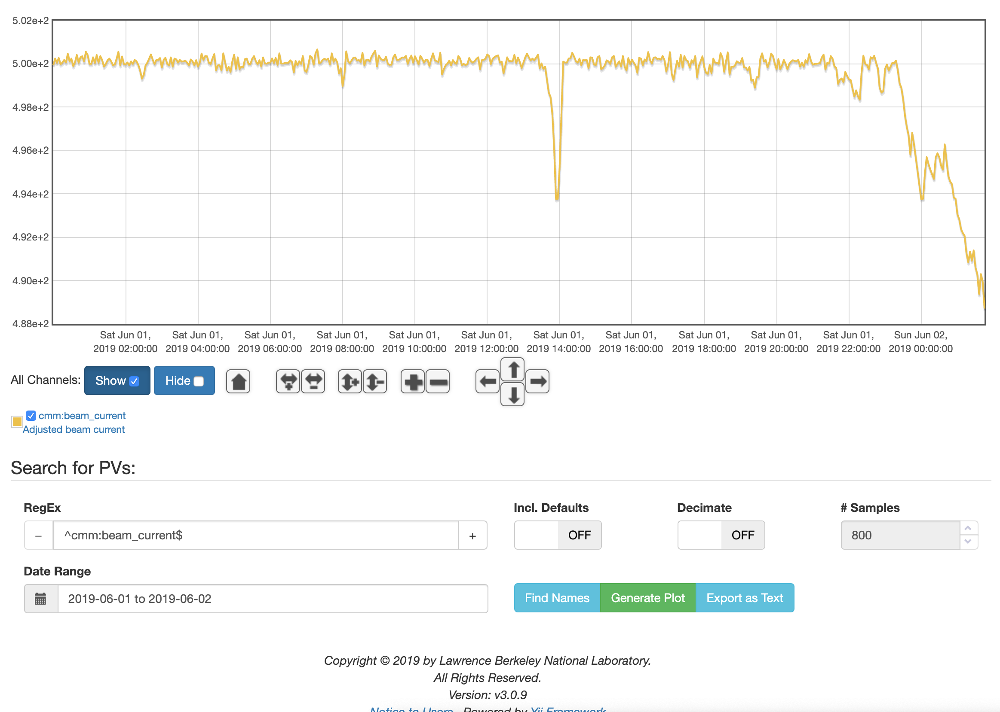 5.02e+2
5.00e+2
4.98e+2
4.96e+2
4.94e+2
4.92e+2
4.90e+2
4.88e+2
Sat Jun 01, Sat Jun 01, Sat Jun 01, Sat Jun 01, Sat Jun 01, Sat Jun 01, Sat Jun 01, Sat Jun 01, Sat Jun 01, Sat Jun 01, Sat Jun 01, Sun Jun 02,
2019 02:00:00 2019 04:00:00 2019 06:00:00 2019 08:00:00 2019 10:00:00 2019 12:00:00 2019 14:00:00 2019 16:00:00 2019 18:00:00 2019 20:00:00 2019 22:00:00 2019 00:00:00
All Channels: Show Hide
cmm:beam_current
Adjusted beam current
Search for PVs:
RegEx Incl. Defaults Decimate # Samples
− ^cmm:beam_current$ + OFF OFF 800
Date Range
2019-06-01 to 2019-06-02 Find Names Generate Plot Export as Text
Copyright © 2019 by Lawrence Berkeley National Laboratory.
All Rights Reserved.
Version: v3.0.9
Notice to Users Powered by Yii Framework